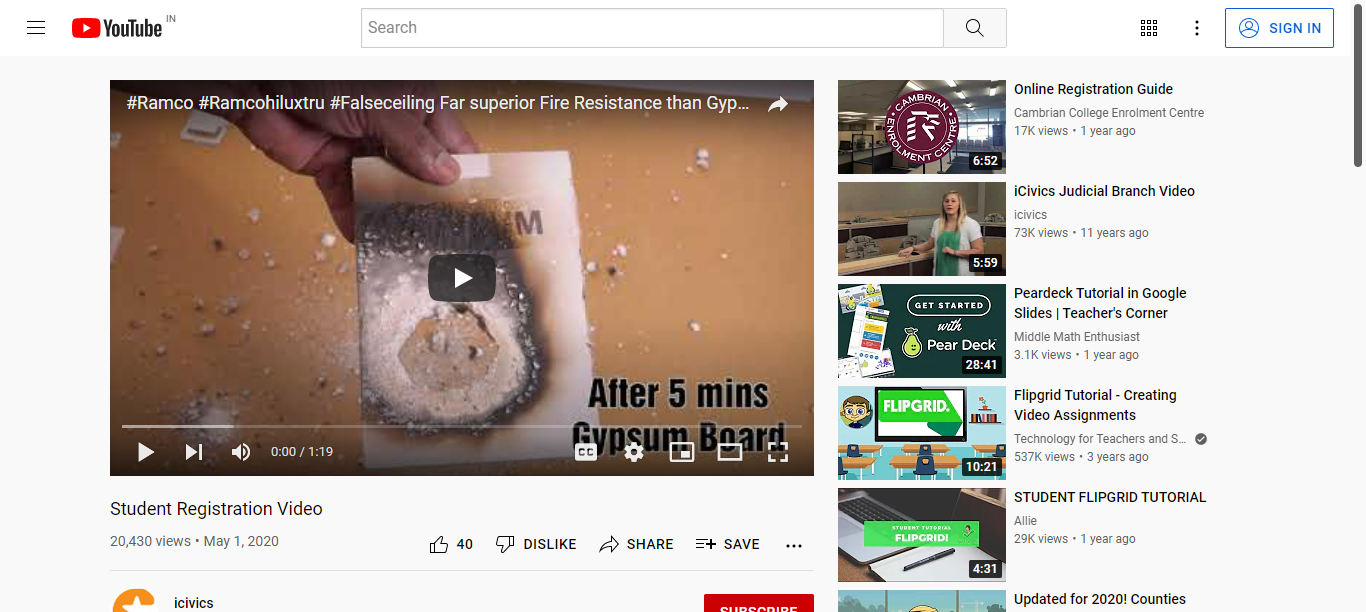 YouTube IN
Search
SIGN IN
#Ramco #Ramcohiluxtru #Falseceiling Far superior Fire Resistance than Gyp...
After 5 mins
Gypsum Board
CC
0:00 / 1:19
Student Registration Video
20,430 views • May 1, 2020
40
DISLIKE
SHARE
SAVE
icivics
SUBSCRIBE
CAMBRIAN
ENROLMENT CENTRE
6:52
Online Registration Guide
Cambrian College Enrolment Centre
17K views • 1 year ago
5:59
iCivics Judicial Branch Video
icivics
73K views • 11 years ago
GET STARTED
with
Pear Deck
28:41
Peardeck Tutorial in Google
Slides | Teacher's Corner
Middle Math Enthusiast
3.1K views • 1 year ago
FLIPGRID.
10:21
Flipgrid Tutorial - Creating
Video Assignments
Technology for Teachers and S...
537K views • 3 years ago
STUDENT TUTORIAL
FLIPGRID!
4:31
STUDENT FLIPGRID TUTORIAL
Allie
29K views • 1 year ago
Updated for 2020! Counties